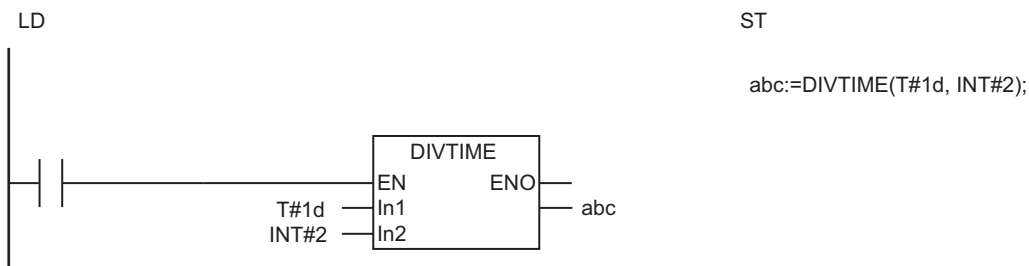 LD
ST
abc:=DIVTIME(T#1d, INT#2);
DIVTIME
EN ENO
T#1d In1 abc
INT#2 In2